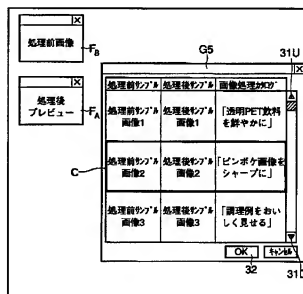 処理前画像
F_B
処理後
プレビュー
F_A
G5
31U
処理前サンプル 処理後サンプル 画像処理カタログ
処理前サンプル
画像1
処理後サンプル
画像1
「透明PET飲料
を鮮やかに」
C
処理前サンプル
画像2
処理後サンプル
画像2
「ピンボケ画像を
シャープに」
処理前サンプル
画像3
処理後サンプル
画像3
「調理例をおい
しく見せる」
OK
キャンセル
32